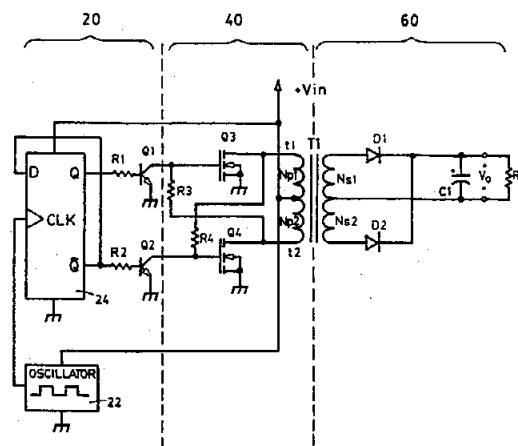 20 40 60
+Vin
Q3 t1 T1 D1
R1 Q1
D Q
R3 Np1 Ns1
C1 + Vo R
CLK
Np2 Ns2
R4 Q4
R2 Q2 D2
Q̄ t2
24
OSCILLATOR
22